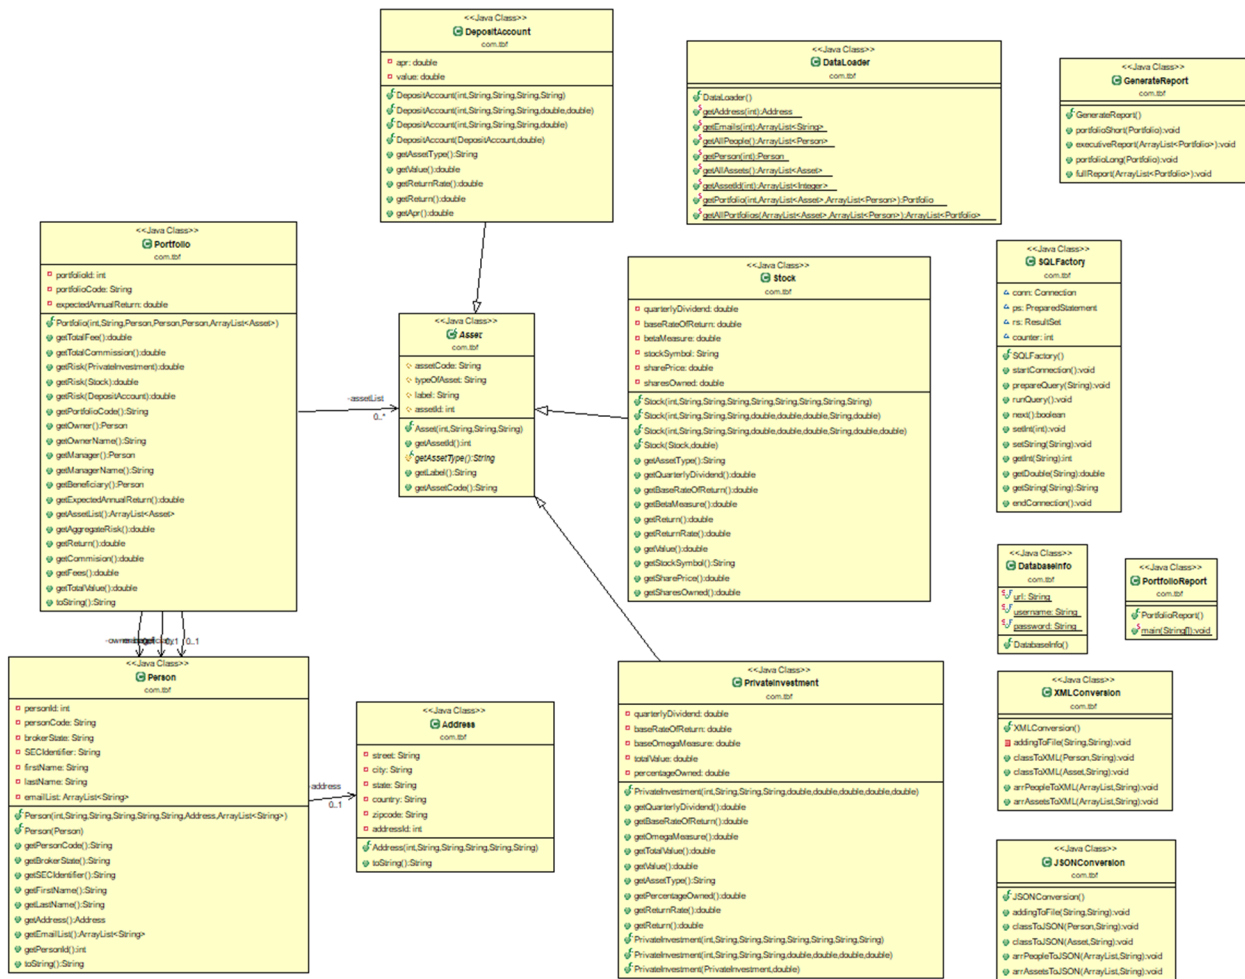 <<Java Class>>
DepositAccount
com.tbf
apr: double
value: double
DepositAccount(int,String,String,String,String)
DepositAccount(int,String,String,String,double,double)
DepositAccount(int,String,String,String,double)
DepositAccount(DepositAccount,double)
getAssetType():String
getValue():double
getReturnRate():double
getReturn():double
getApr():double
<<Java Class>>
DataLoader
com.tbf
DataLoader()
getAddress(int):Address
getEmails(int):ArrayList<String>
getAllPeople():ArrayList<Person>
getPerson(int):Person
getAllAssets():ArrayList<Asset>
getAssetId(int):ArrayList<Integer>
getPortfolio(int,ArrayList<Asset>,ArrayList<Person>):Portfolio
getAllPortfolios(ArrayList<Asset>,ArrayList<Person>):ArrayList<Portfolio>
<<Java Class>>
GenerateReport
com.tbf
GenerateReport()
portfolioShort(Portfolio):void
executiveReport(ArrayList<Portfolio>):void
portfolioLong(Portfolio):void
fullReport(ArrayList<Portfolio>):void
<<Java Class>>
Portfolio
com.tbf
portfolioId: int
portfolioCode: String
expectedAnnualReturn: double
Portfolio(int,String,Person,Person,Person,ArrayList<Asset>)
getTotalFee():double
getTotalCommission():double
getRisk(PrivateInvestment):double
getRisk(Stock):double
getRisk(DepositAccount):double
getPortfolioCode():String
getOwner():Person
getOwnerName():String
getManager():Person
getManagerName():String
getBeneficiary():Person
getExpectedAnnualReturn():double
getAssetList():ArrayList<Asset>
getAggregateRisk():double
getReturn():double
getCommision():double
getFees():double
getTotalValue():double
toString():String
-assetList
0..*
<<Java Class>>
Asset
com.tbf
assetCode: String
typeOfAsset: String
label: String
assetId: int
Asset(int,String,String,String)
getAssetId():int
getAssetType():String
getLabel():String
getAssetCode():String
<<Java Class>>
Stock
com.tbf
quarterlyDividend: double
baseRateOfReturn: double
betaMeasure: double
stockSymbol: String
sharePrice: double
sharesOwned: double
Stock(int,String,String,String,String,String,String,String,String)
Stock(int,String,String,String,double,double,double,String,double)
Stock(int,String,String,String,double,double,double,String,double,double)
Stock(Stock,double)
getAssetType():String
getQuarterlyDividend():double
getBaseRateOfReturn():double
getBetaMeasure():double
getReturn():double
getReturnRate():double
getValue():double
getStockSymbol():String
getSharePrice():double
getSharesOwned():double
<<Java Class>>
SQLFactory
com.tbf
conn: Connection
ps: PreparedStatement
rs: ResultSet
counter: int
SQLFactory()
startConnection():void
prepareQuery(String):void
runQuery():void
next():boolean
setInt(int):void
setString(String):void
getInt(String):int
getDouble(String):double
getString(String):String
endConnection():void
<<Java Class>>
DatabaseInfo
com.tbf
url: String
username: String
password: String
DatabaseInfo()
<<Java Class>>
PortfolioReport
com.tbf
PortfolioReport()
main(String[]):void
0..1
<<Java Class>>
Person
com.tbf
personId: int
personCode: String
brokerState: String
SECIdentifier: String
firstName: String
lastName: String
emailList: ArrayList<String>
Person(int,String,String,String,String,String,Address,ArrayList<String>)
Person(Person)
getPersonCode():String
getBrokerState():String
getSECIdentifier():String
getFirstName():String
getLastName():String
getAddress():Address
getEmailList():ArrayList<String>
getPersonId():int
toString():String
-address
0..1
<<Java Class>>
Address
com.tbf
street: String
city: String
state: String
country: String
zipcode: String
addressId: int
Address(int,String,String,String,String,String)
toString():String
<<Java Class>>
PrivateInvestment
com.tbf
quarterlyDividend: double
baseRateOfReturn: double
baseOmegaMeasure: double
totalValue: double
percentageOwned: double
PrivateInvestment(int,String,String,String,double,double,double,double,double)
getQuarterlyDividend():double
getBaseRateOfReturn():double
getOmegaMeasure():double
getTotalValue():double
getValue():double
getAssetType():String
getPercentageOwned():double
getReturnRate():double
getReturn():double
PrivateInvestment(int,String,String,String,String,String,String,String)
PrivateInvestment(int,String,String,String,double,double,double,double)
PrivateInvestment(PrivateInvestment,double)
<<Java Class>>
XMLConversion
com.tbf
XMLConversion()
addingToFile(String,String):void
classToXML(Person,String):void
classToXML(Asset,String):void
arrPeopleToXML(ArrayList,String):void
arrAssetsToXML(ArrayList,String):void
<<Java Class>>
JSONConversion
com.tbf
JSONConversion()
addingToFile(String,String):void
classToJSON(Person,String):void
classToJSON(Asset,String):void
arrPeopleToJSON(ArrayList,String):void
arrAssetsToJSON(ArrayList,String):void